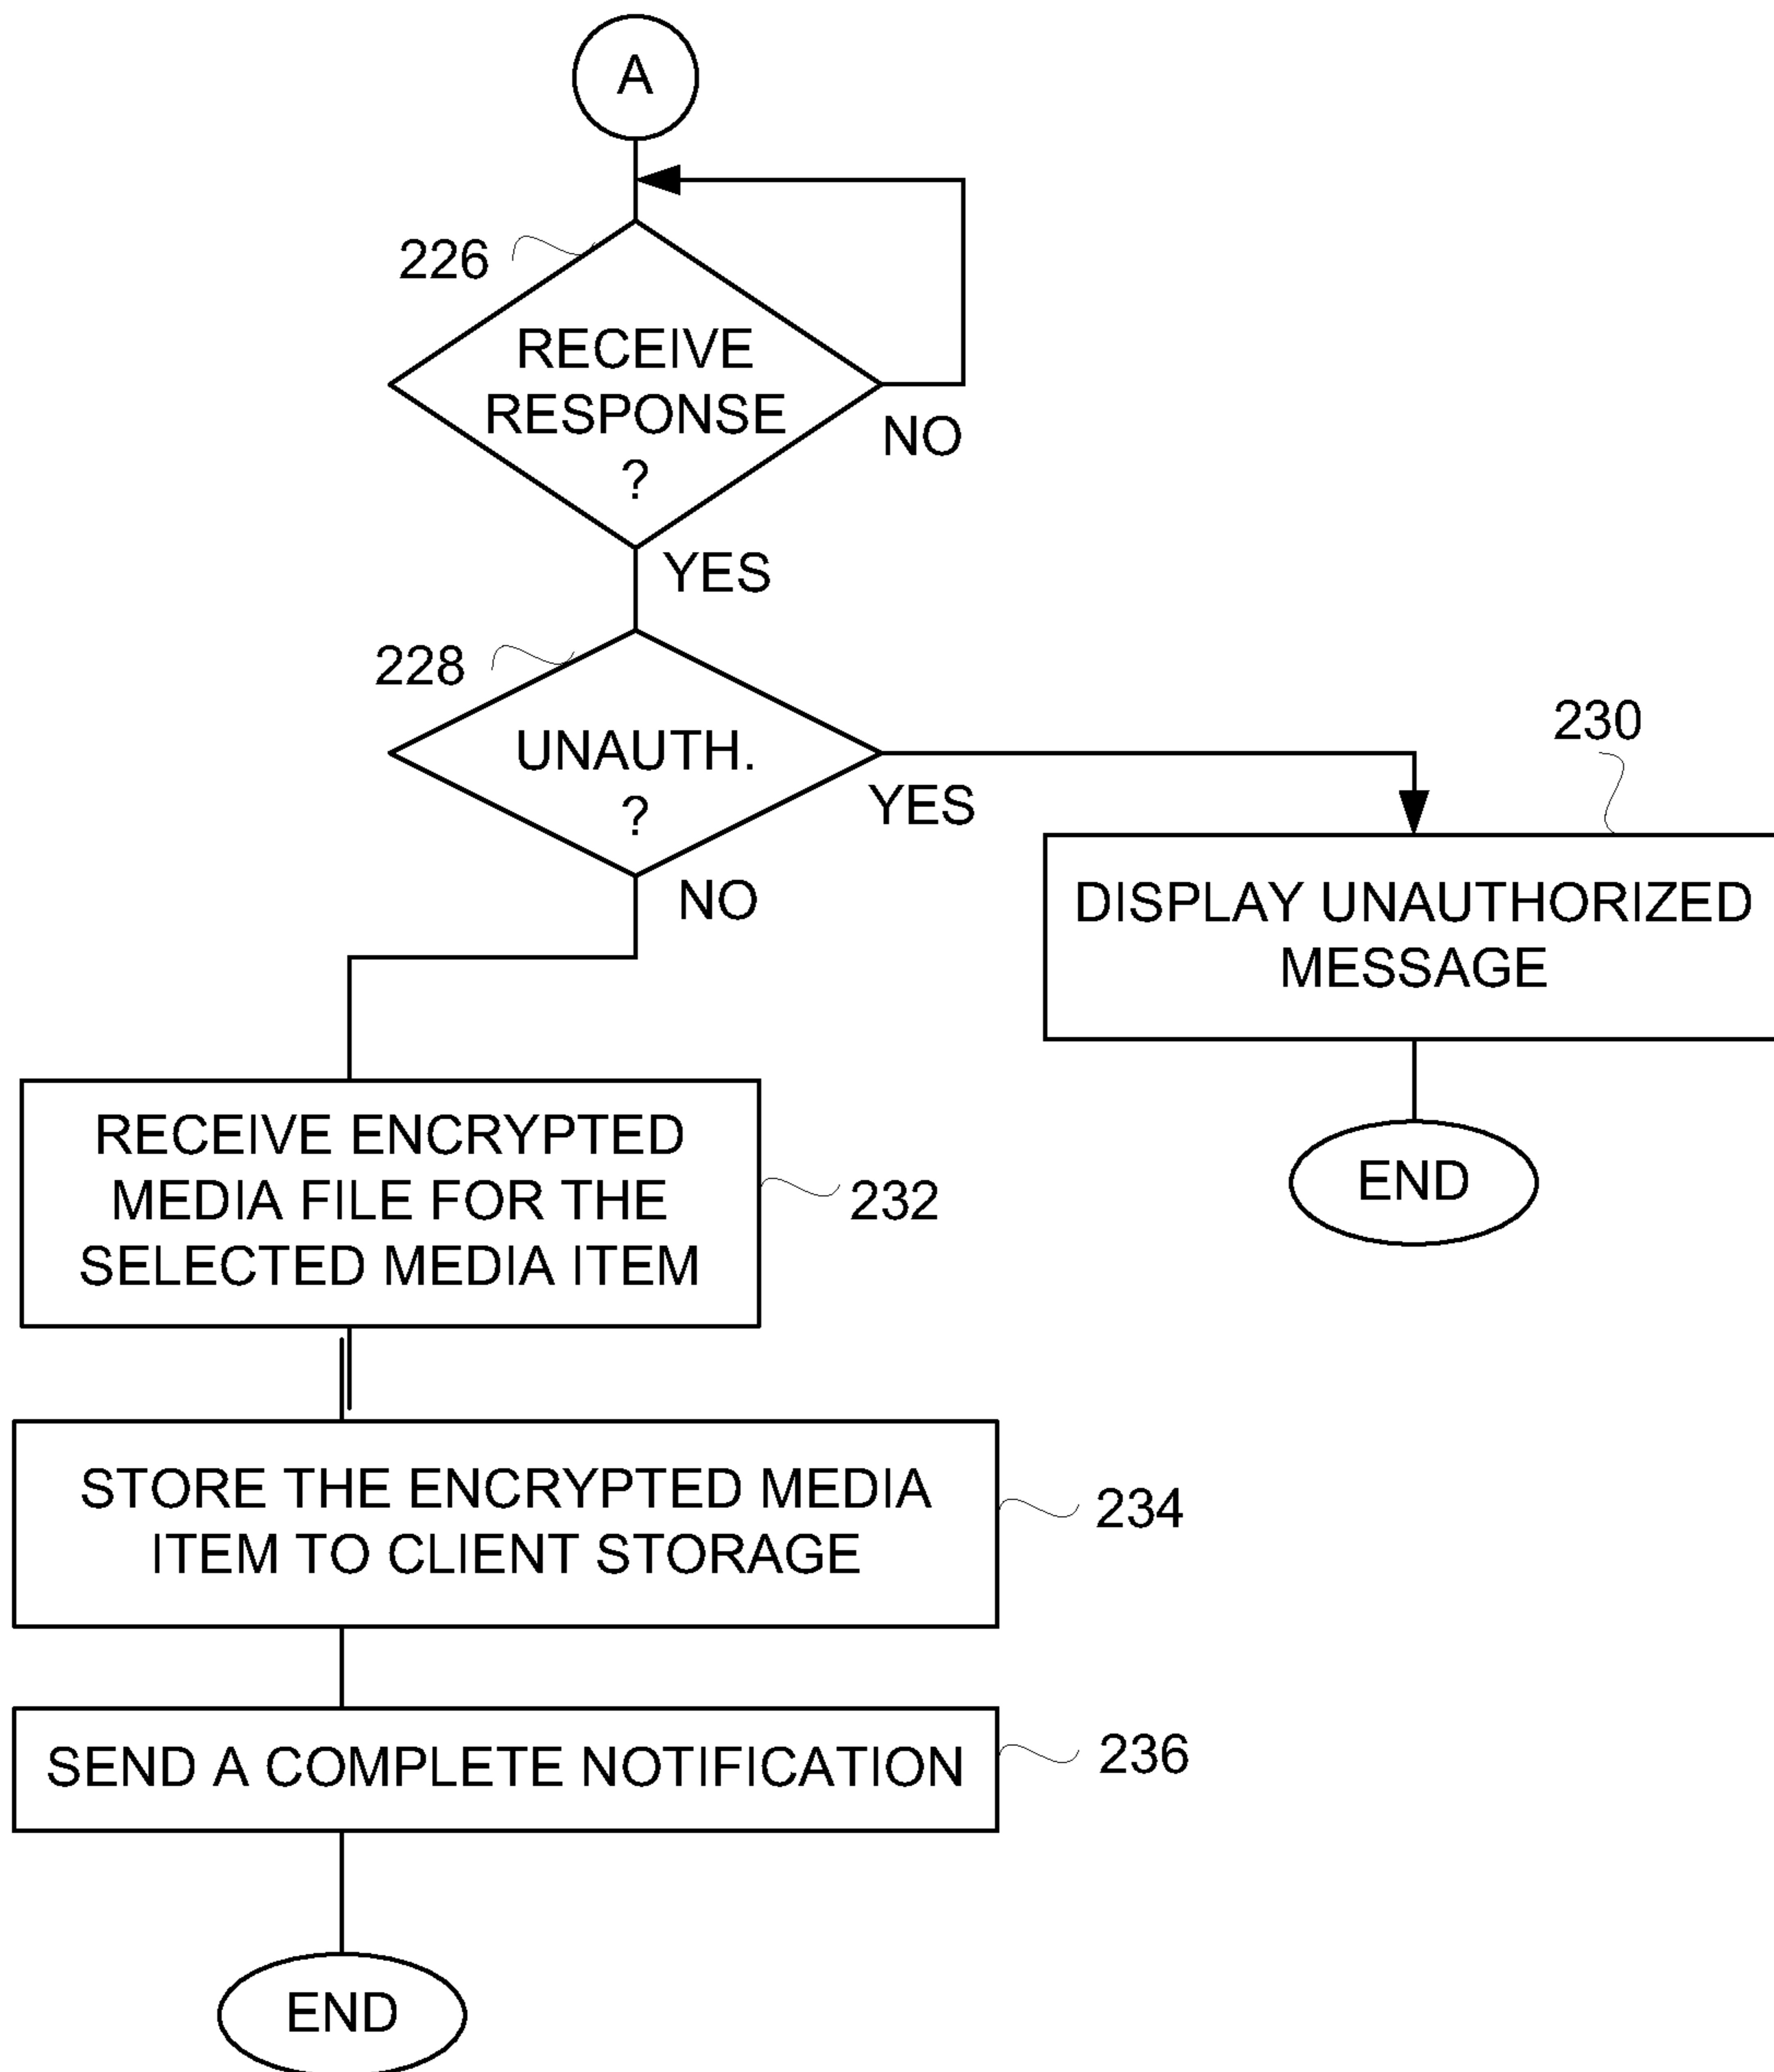 A
226
RECEIVE
RESPONSE
?
NO
YES
228
UNAUTH.
?
YES
NO
230
DISPLAY UNAUTHORIZED
MESSAGE
END
RECEIVE ENCRYPTED
MEDIA FILE FOR THE
SELECTED MEDIA ITEM
232
STORE THE ENCRYPTED MEDIA
ITEM TO CLIENT STORAGE
234
SEND A COMPLETE NOTIFICATION
236
END